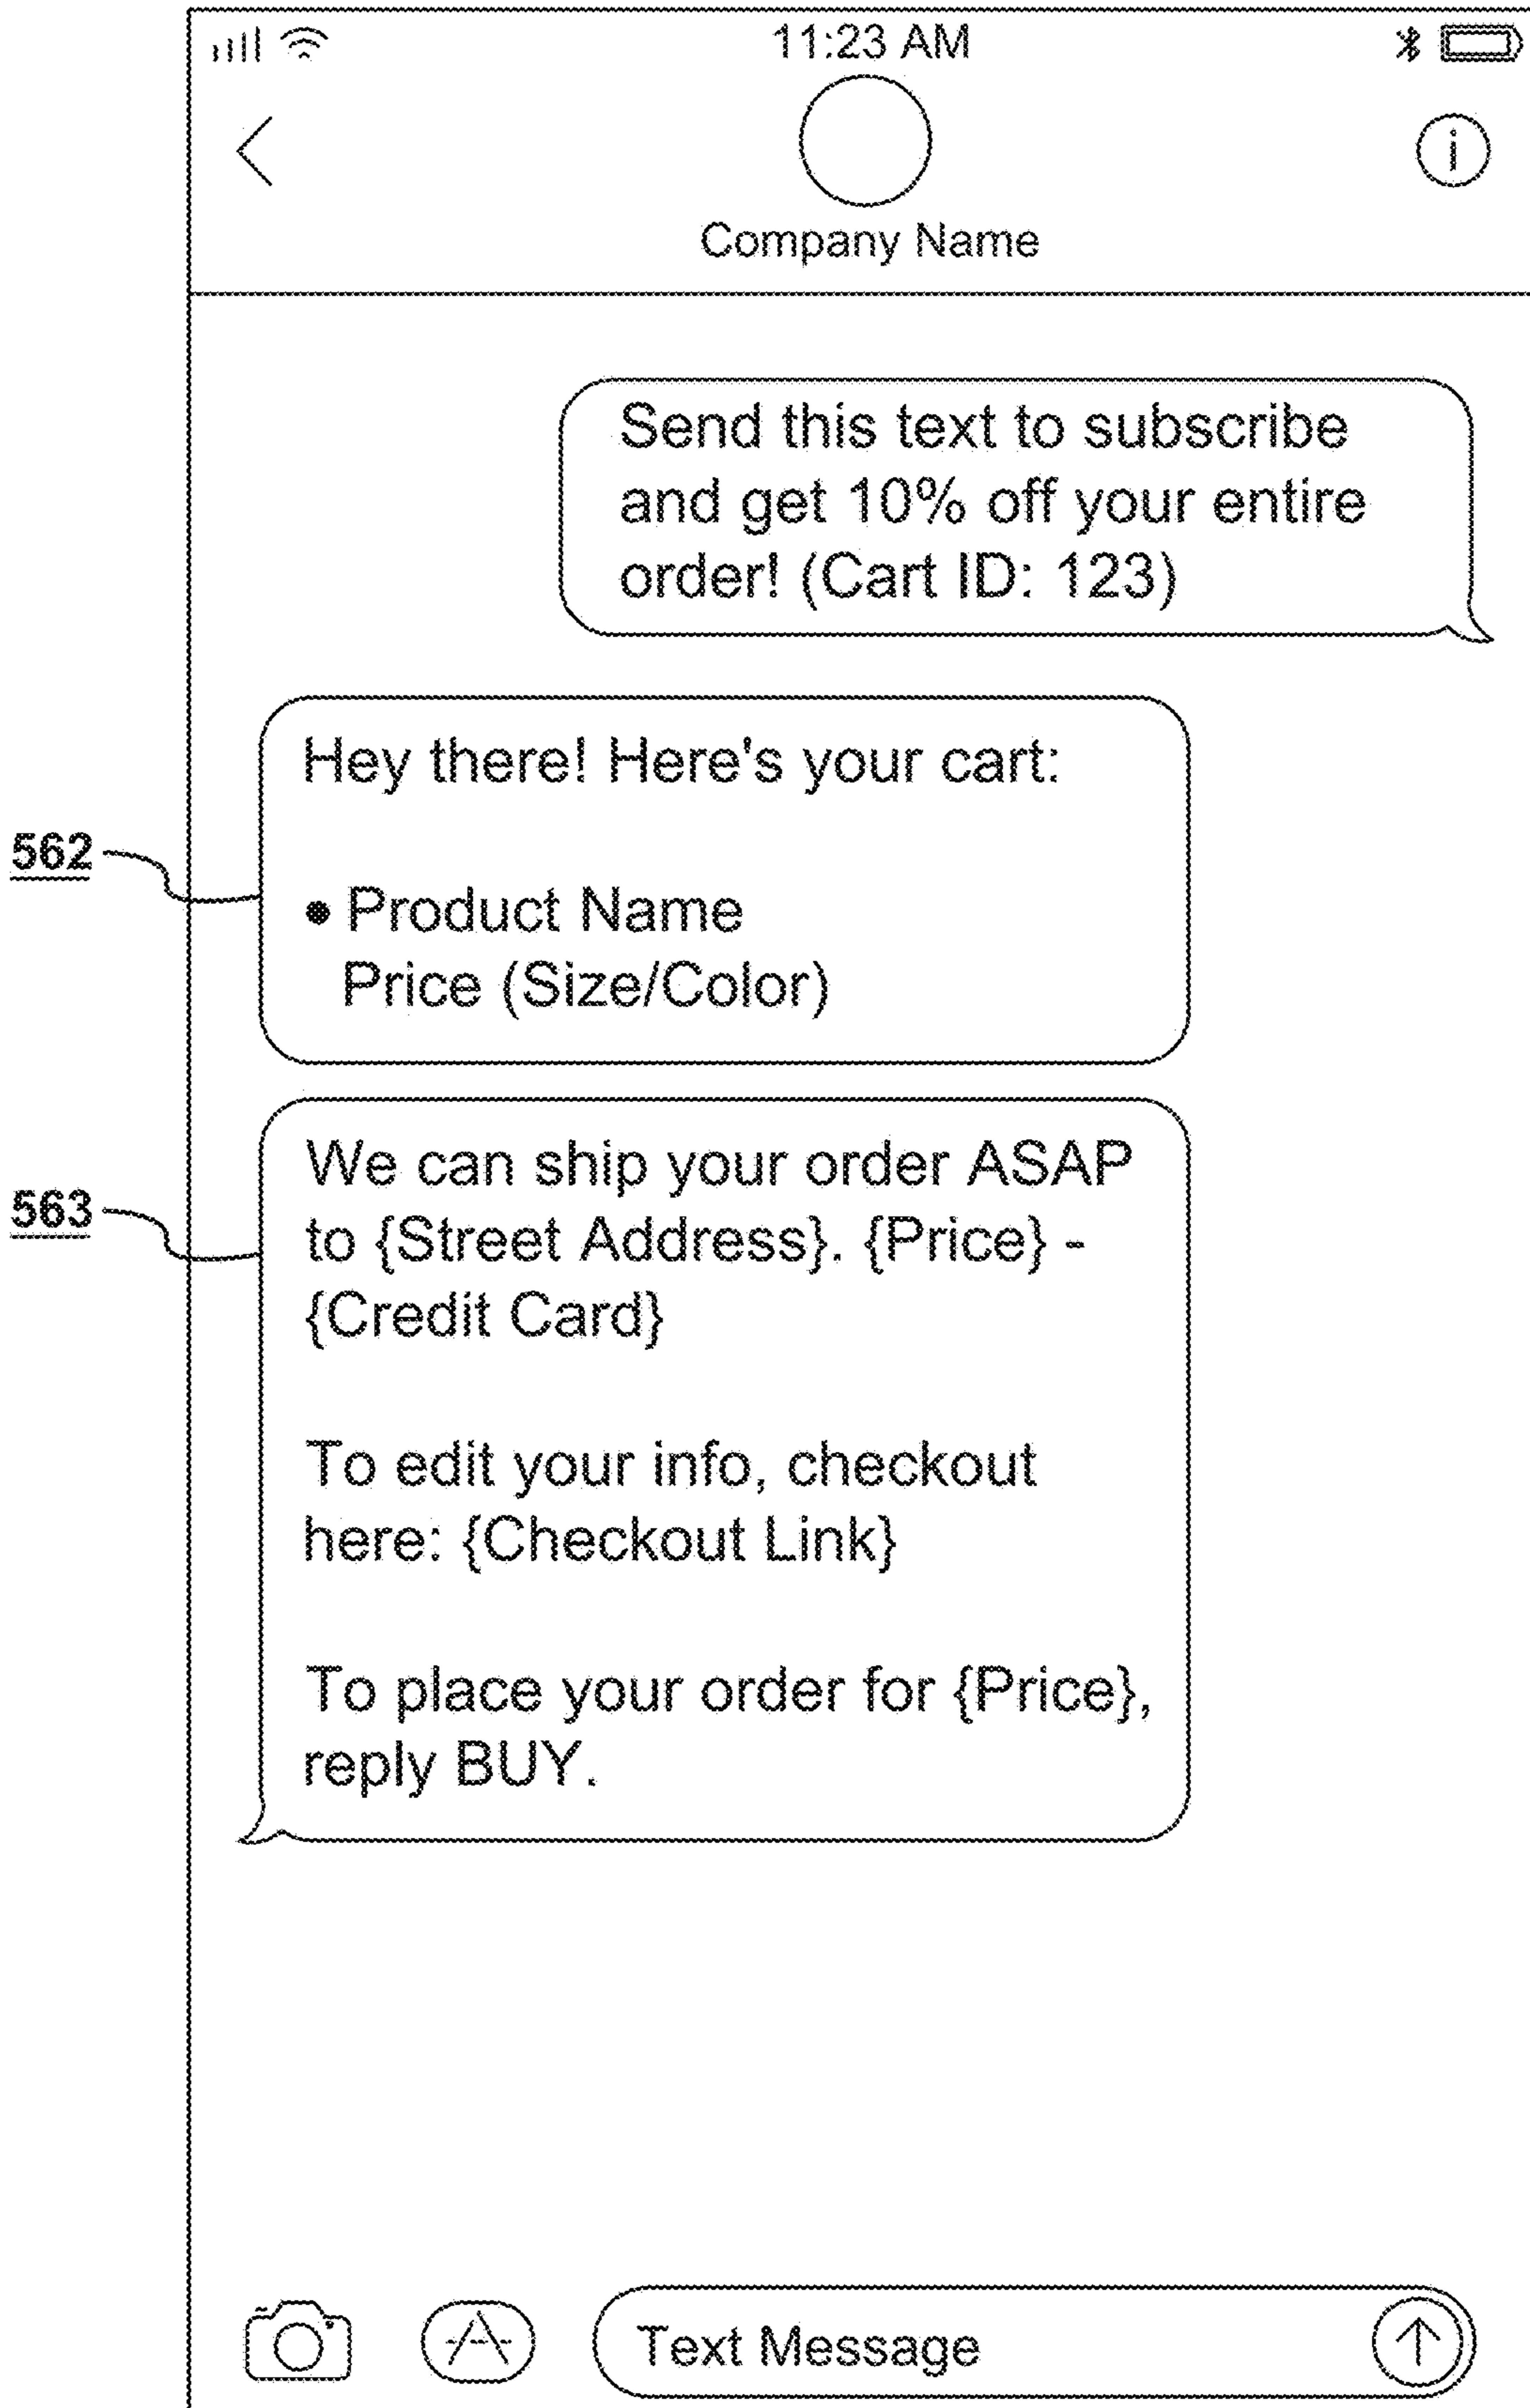 11:23 AM
Company Name
Send this text to subscribe
and get 10% off your entire
order! (Cart ID: 123)
Hey there! Here's your cart:
562
• Product Name
Price (Size/Color)
We can ship your order ASAP
563
to {Street Address}. {Price} -
{Credit Card}
To edit your info, checkout
here: {Checkout Link}
To place your order for {Price},
reply BUY.
Text Message